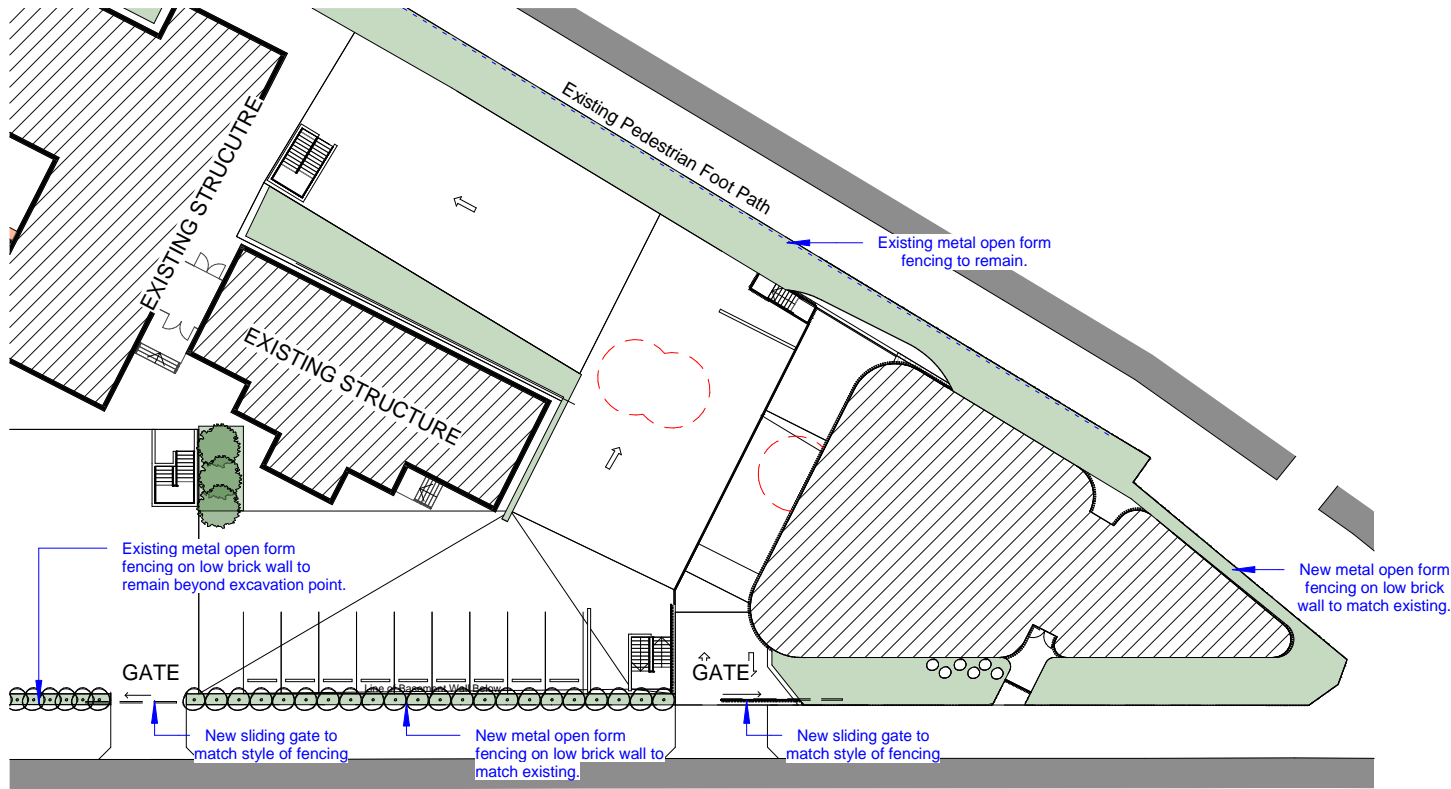 EXISTING STRUCUTRE
Existing Pedestrian Foot Path
Existing metal open form
fencing to remain.
EXISTING STRUCTURE
Existing metal open form
fencing on low brick wall to
remain beyond excavation point.
New metal open form
fencing on low brick
wall to match existing.
GATE
GATE
Line of Basement Wall Below
New sliding gate to
match style of fencing
New metal open form
fencing on low brick wall to
match existing.
New sliding gate to
match style of fencing